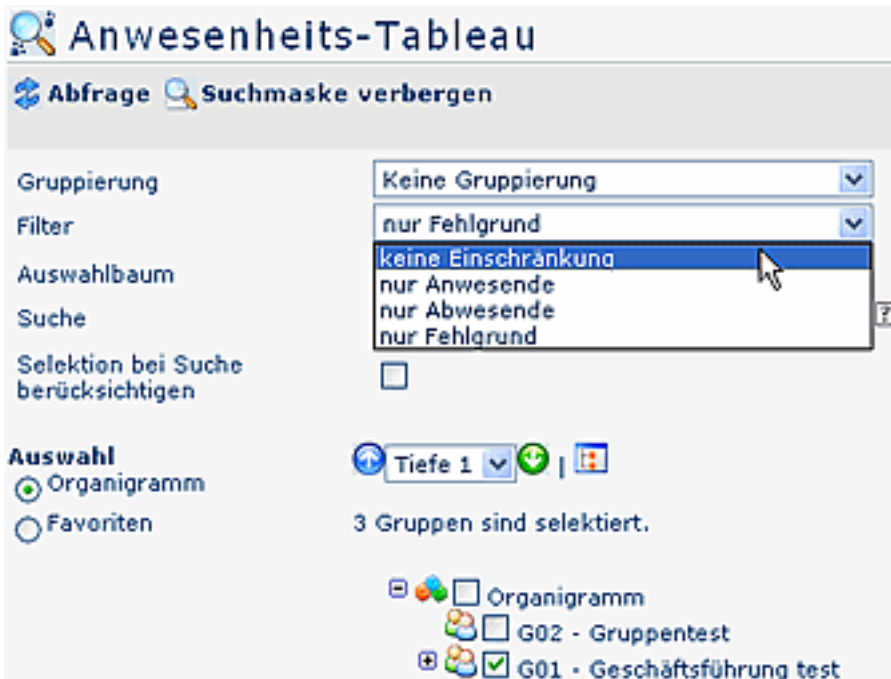 Anwesenheits-Tableau
Abfrage Suchmaske verbergen
Gruppierung Keine Gruppierung
Filter nur Fehlgrund
keine Einschränkung
Auswahlbaum nur Anwesende
nur Abwesende
Suche ?
nur Fehlgrund
Selektion bei Suche
berücksichtigen
Auswahl
Tiefe 1 |
Organigramm
Favoriten 3 Gruppen sind selektiert.
Organigramm
G02 - Gruppentest
G01 - Geschäftsführung test